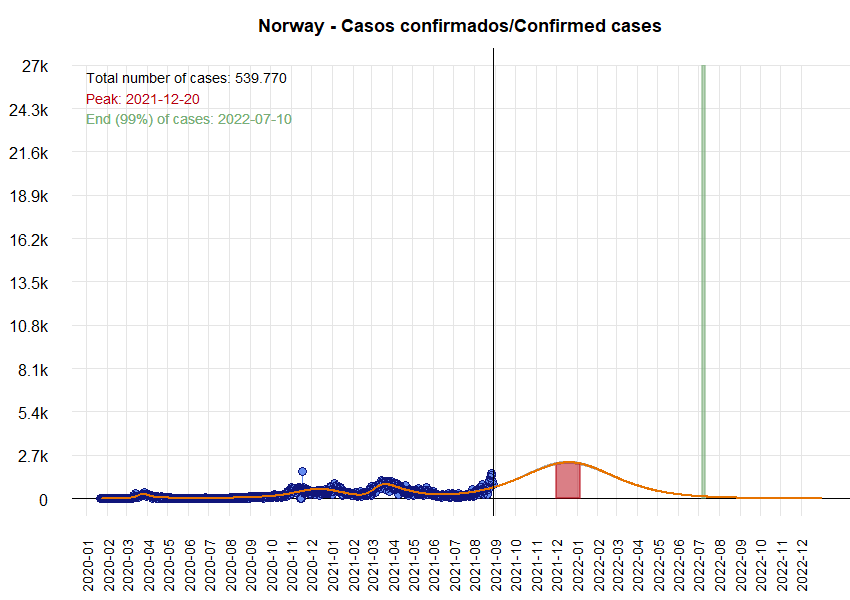 Norway - Casos confirmados/Confirmed cases
27k
Total number of cases: 539.770
Peak: 2021-12-20
24.3k
End (99%) of cases: 2022-07-10
21.6k
18.9k
16.2k
13.5k
10.8k
8.1k
5.4k
2.7k
0
2020-01
2020-02
2020-03
2020-04
2020-05
2020-06
2020-07
2020-08
2020-09
2020-10
2020-11
2020-12
2021-01
2021-02
2021-03
2021-04
2021-05
2021-06
2021-07
2021-08
2021-09
2021-10
2021-11
2021-12
2022-01
2022-02
2022-03
2022-04
2022-05
2022-06
2022-07
2022-08
2022-09
2022-10
2022-11
2022-12